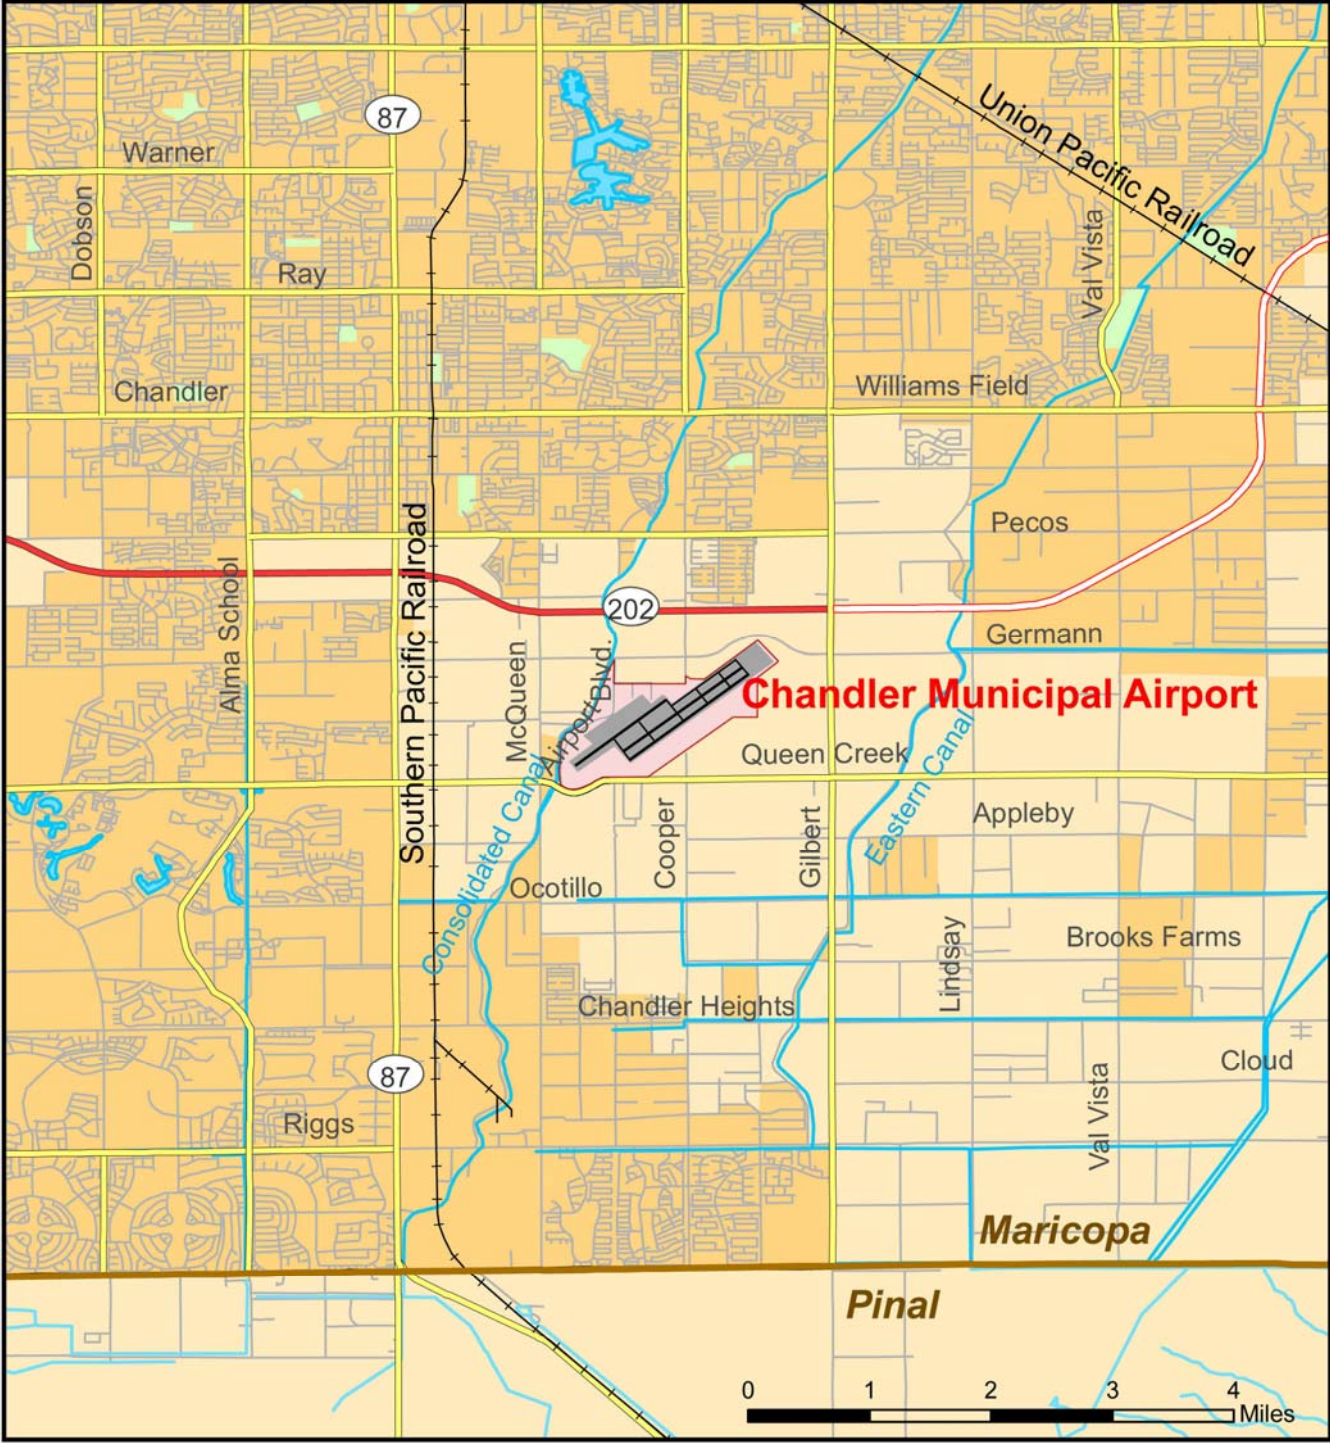 87
Union Pacific Railroad
Warner
Dobson
Val Vista
Ray
Chandler
Williams Field
Pecos
Southern Pacific Railroad
Alma School
202
Germann
McQueen
Airport Blvd.
Chandler Municipal Airport
Queen Creek
Eastern Canal
Consolidated Canal
Cooper
Gilbert
Appleby
Ocotillo
Lindsay
Brooks Farms
Chandler Heights
Cloud
87
Val Vista
Riggs
Maricopa
Pinal
0 1 2 3 4
Miles